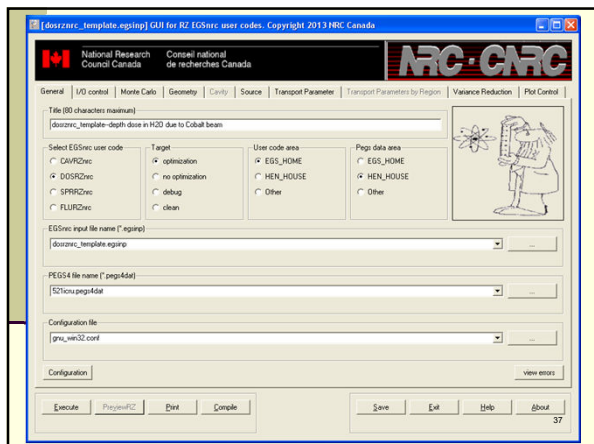 [dosrznrc_template.egsinp] GUI for RZ EGSnrc user codes. Copyright 2013 NRC Canada
National Research Council Canada
Conseil national de recherches Canada
NRC - CNRC
General I/O control Monte Carlo Geometry Cavity Source Transport Parameter Transport Parameters by Region Variance Reduction Plot Control
Title (80 characters maximum)
dosrznrc_template-depth dose in H2O due to Cobalt beam
Select EGSnrc user code
CAVRZnrc
DOSRZnrc
SPRRZnrc
FLURZnrc
Target
optimization
no optimization
debug
clean
User code area
EGS_HOME
HEN_HOUSE
Other
Pegs data area
EGS_HOME
HEN_HOUSE
Other
EGSnrc input file name (*.egsinp)
dosrznrc_template.egsinp
...
PEGS4 file name (*.pegs4dat)
521icru.pegs4dat
...
Configuration file
gnu_win32.conf
...
Configuration
view errors
Execute PreviewRZ Print Compile Save Exit Help About
37